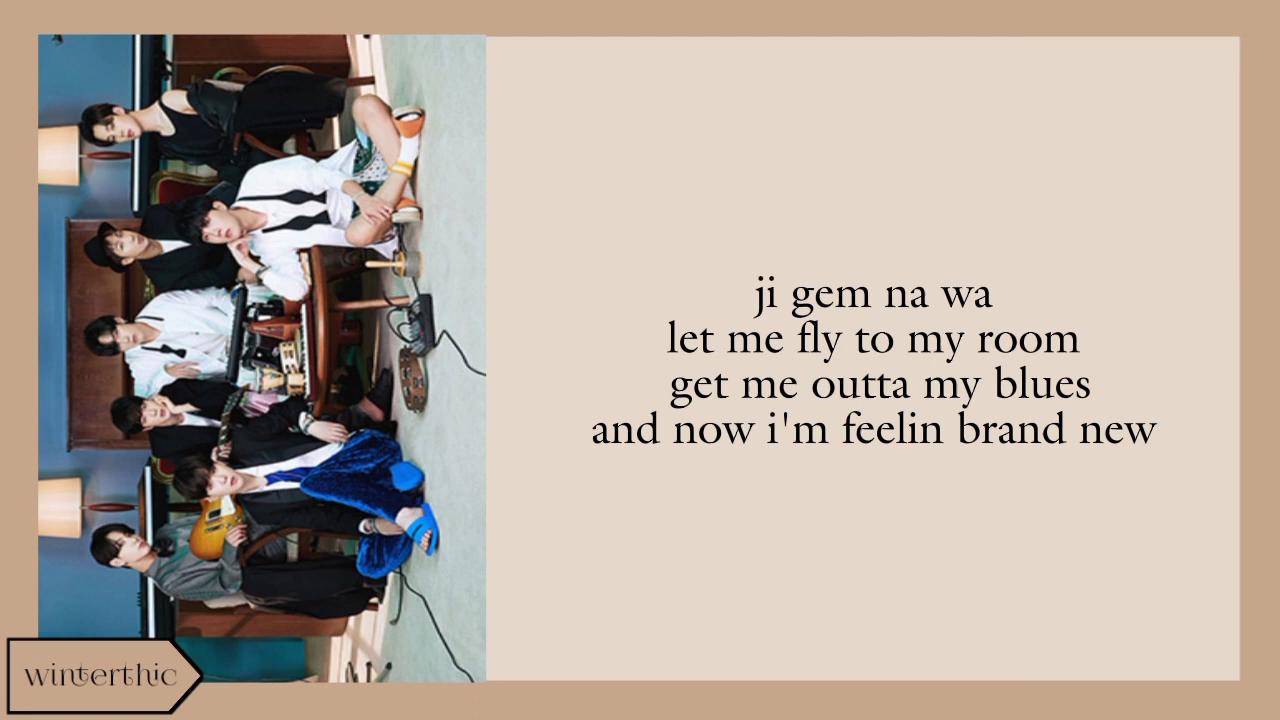 ji gem na wa
let me fly to my room
get me outta my blues
and now i'm feelin brand new
winterthic